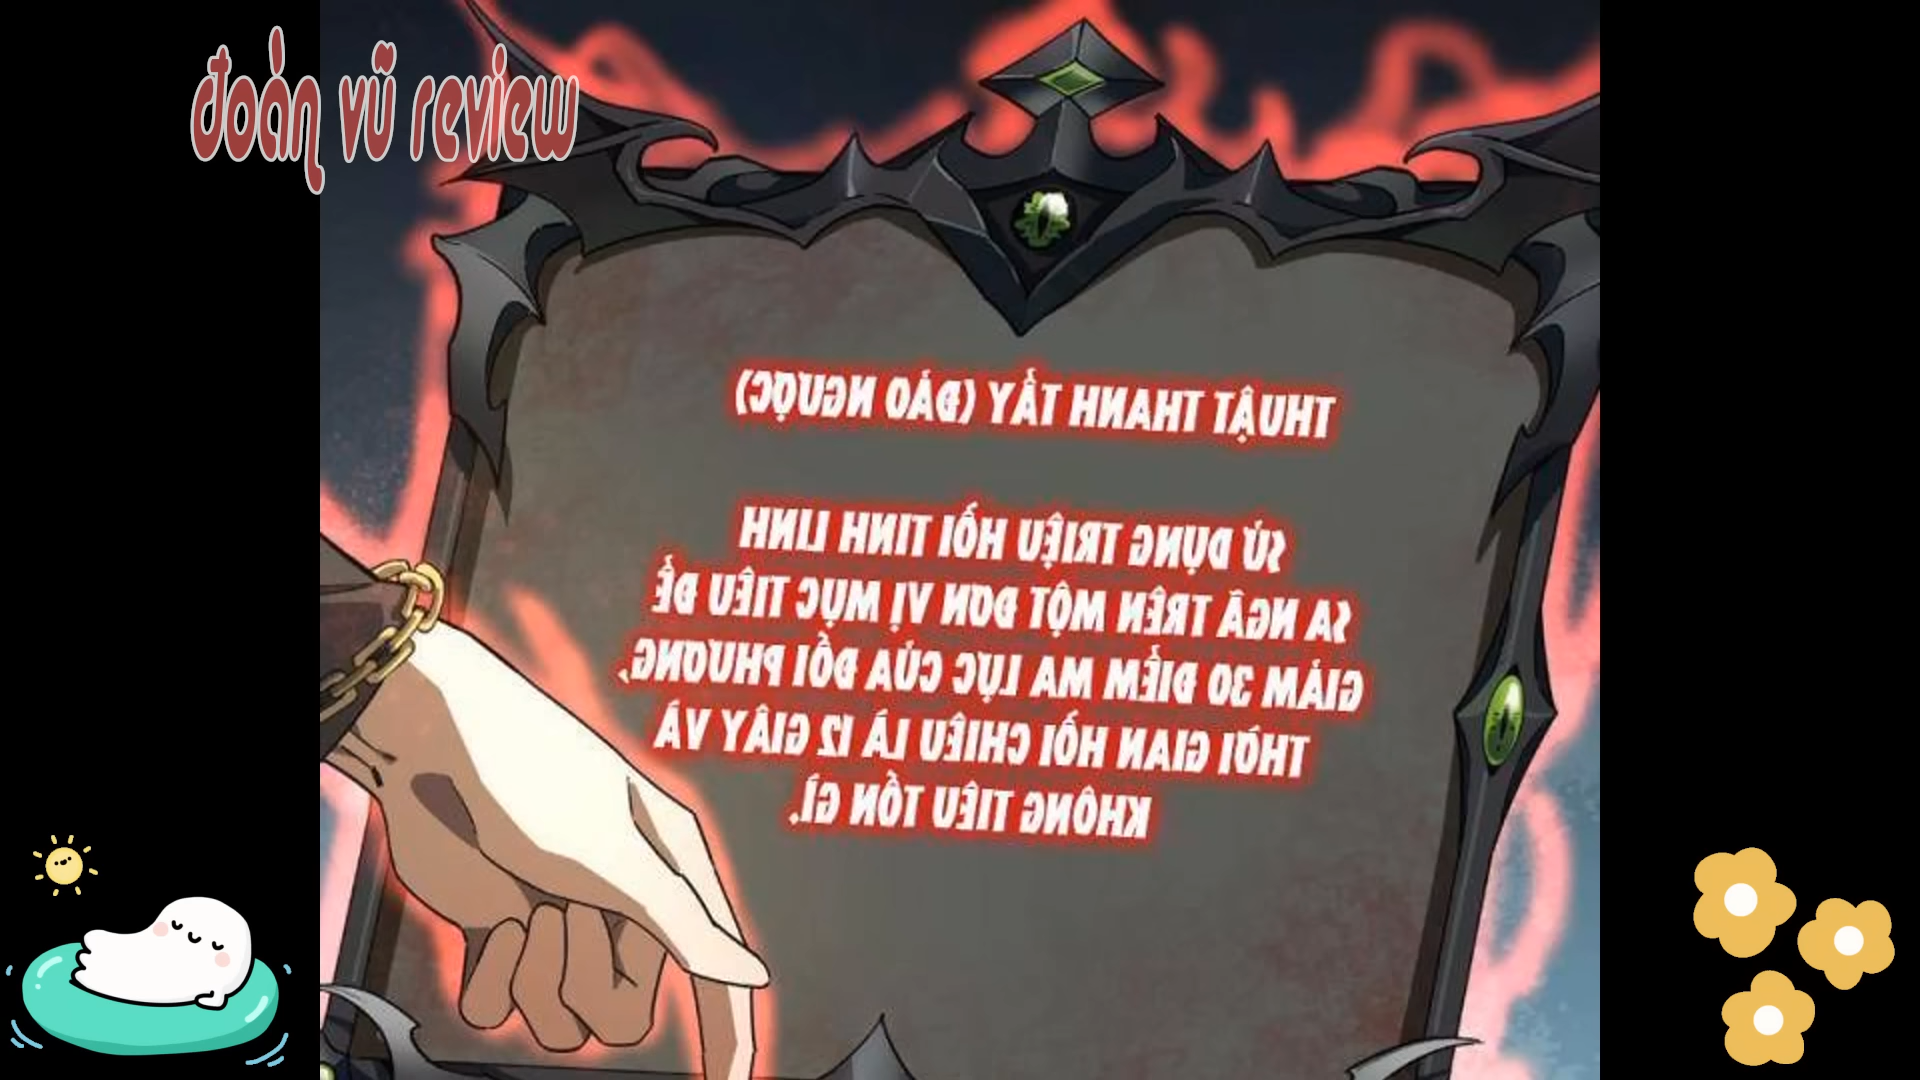 đoàn vũ review
THUẬT THANH TẨY (ĐẢO NGƯỢC)
SỬ DỤNG TRIỆU HỒI TINH LINH
SA NGÃ TRÊN MỘT ĐƠN VỊ MỤC TIÊU ĐỂ
GIẢM 30 ĐIỂM MA LỰC CỦA ĐỐI PHƯƠNG,
THỜI GIAN HỒI CHIÊU LÀ 12 GIÂY VÀ
KHÔNG TIÊU TỐN GÌ.